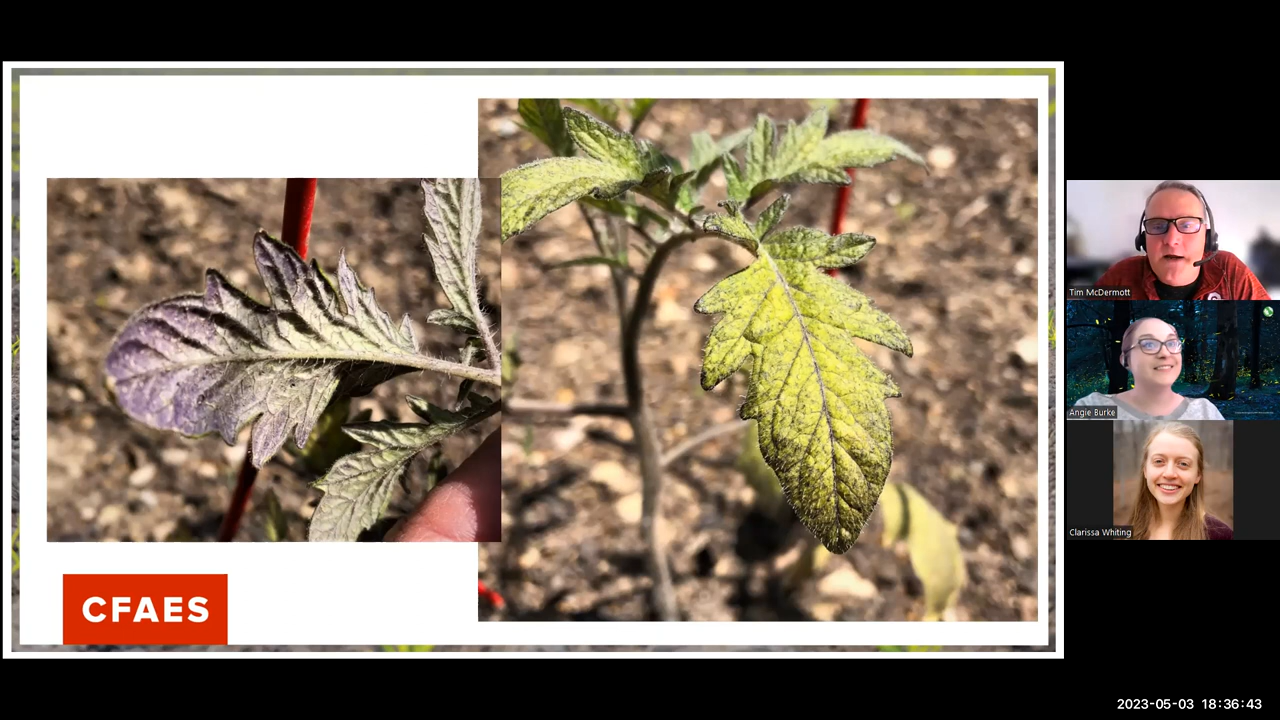 CFAES
Tim McDermott
Angie Burke
Clarissa Whiting
2023-05-03 18:36:43